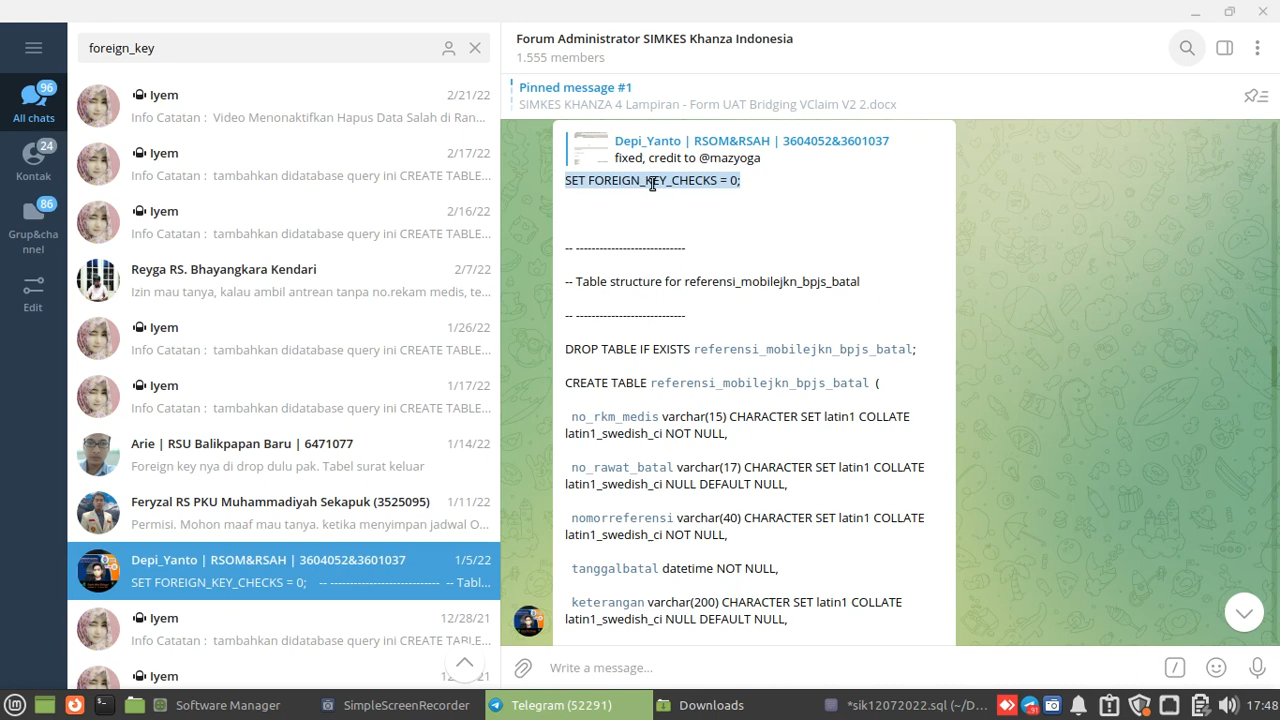 foreign_key
Forum Administrator SIMKES Khanza Indonesia
1.555 members
Pinned message #1
SIMKES KHANZA 4 Lampiran - Form UAT Bridging VClaim V2 2.docx
96
All chats
24
Kontak
86
Grup&cha
nnel
Edit
Iyem 2/21/22
Info Catatan : Video Menonaktifkan Hapus Data Salah di Ran...
Iyem 2/17/22
Info Catatan : tambahkan didatabase query ini CREATE TABLE...
Iyem 2/16/22
Info Catatan : tambahkan didatabase query ini CREATE TABLE...
Reyga RS. Bhayangkara Kendari 2/7/22
Izin mau tanya, kalau ambil antrean tanpa no.rekam medis, te...
Iyem 1/26/22
Info Catatan : tambahkan didatabase query ini CREATE TABLE...
Iyem 1/17/22
Info Catatan : tambahkan didatabase query ini CREATE TABLE...
Arie | RSU Balikpapan Baru | 6471077 1/14/22
Foreign key nya di drop dulu pak. Tabel surat keluar
Feryzal RS PKU Muhammadiyah Sekapuk (3525095) 1/11/22
Permisi. Mohon maaf mau tanya. ketika menyimpan jadwal O...
Depi_Yanto | RSOM&RSAH | 3604052&3601037 1/5/22
SET FOREIGN_KEY_CHECKS = 0; -- ---------------------------- -- Tabl...
Iyem 12/28/21
Info Catatan : tambahkan didatabase query ini CREATE TABLE...
Iyem
Depi_Yanto | RSOM&RSAH | 3604052&3601037
fixed, credit to @mazyoga
SET FOREIGN_KEY_CHECKS = 0;
-- ----------------------------
-- Table structure for referensi_mobilejkn_bpjs_batal
-- ----------------------------
DROP TABLE IF EXISTS referensi_mobilejkn_bpjs_batal;
CREATE TABLE referensi_mobilejkn_bpjs_batal (
no_rkm_medis varchar(15) CHARACTER SET latin1 COLLATE
latin1_swedish_ci NOT NULL,
no_rawat_batal varchar(17) CHARACTER SET latin1 COLLATE
latin1_swedish_ci NULL DEFAULT NULL,
nomorreferensi varchar(40) CHARACTER SET latin1 COLLATE
latin1_swedish_ci NOT NULL,
tanggalbatal datetime NOT NULL,
keterangan varchar(200) CHARACTER SET latin1 COLLATE
latin1_swedish_ci NULL DEFAULT NULL,
Write a message...
Software Manager
SimpleScreenRecorder
Telegram (52291)
Downloads
*sik12072022.sql (~/D...
17:48